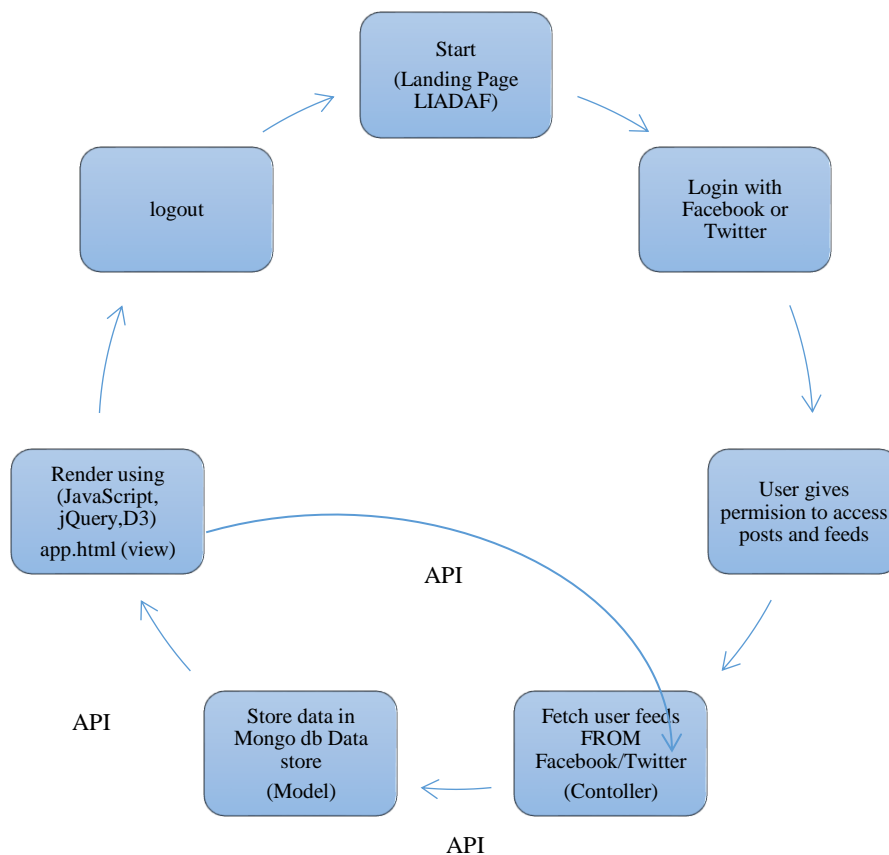 Start
(Landing Page
LIADAF)
Login with
Facebook or
Twitter
User gives
permision to access
posts and feeds
Fetch user feeds
FROM
Facebook/Twitter
(Contoller)
API
Store data in
Mongo db Data
store
(Model)
API
Render using
(JavaScript,
jQuery,D3)
app.html (view)
API
logout